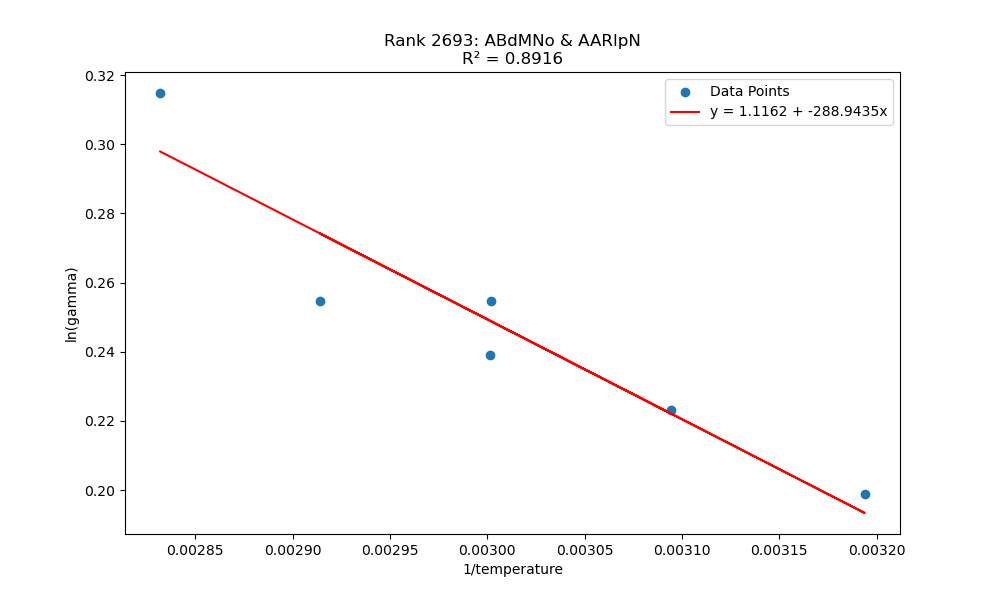 Rank 2693: ABdMNo & AARlpN
R² = 0.8916
Data Points
y = 1.1162 + -288.9435x
0.32
0.30
0.28
0.26
0.24
0.22
0.20
ln(gamma)
0.00285 0.00290 0.00295 0.00300 0.00305 0.00310 0.00315 0.00320
1/temperature